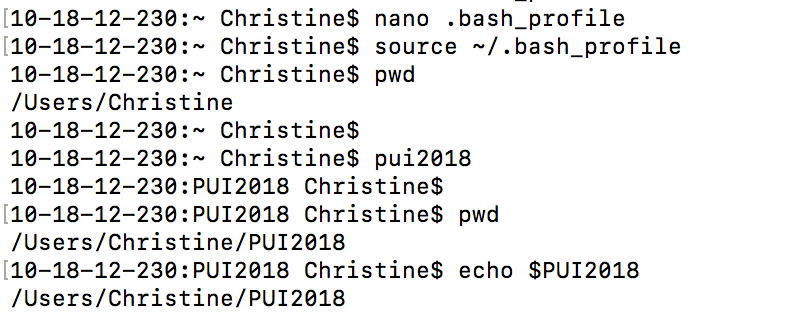 [10-18-12-230:~ Christine$ nano .bash_profile
[10-18-12-230:~ Christine$ source ~/.bash_profile
10-18-12-230:~ Christine$ pwd
/Users/Christine
10-18-12-230:~ Christine$
10-18-12-230:~ Christine$ pui2018
10-18-12-230:PUI2018 Christine$
[10-18-12-230:PUI2018 Christine$ pwd
/Users/Christine/PUI2018
[10-18-12-230:PUI2018 Christine$ echo $PUI2018
/Users/Christine/PUI2018